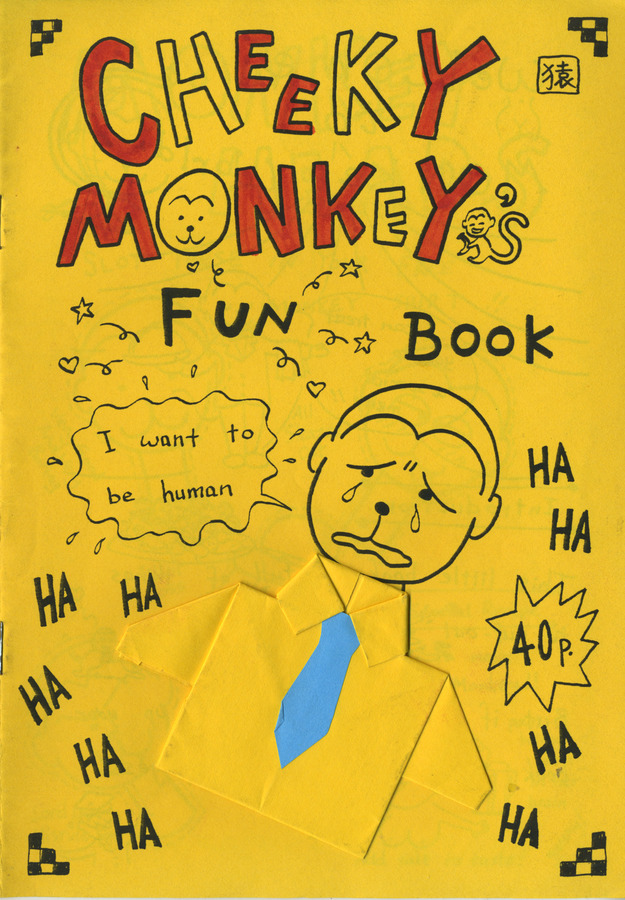 CHEEKY
猿
MONKEY'S
FUN BOOK
I want to
be human
HA
HA
HA HA
40p.
HA
HA
HA
HA
HA